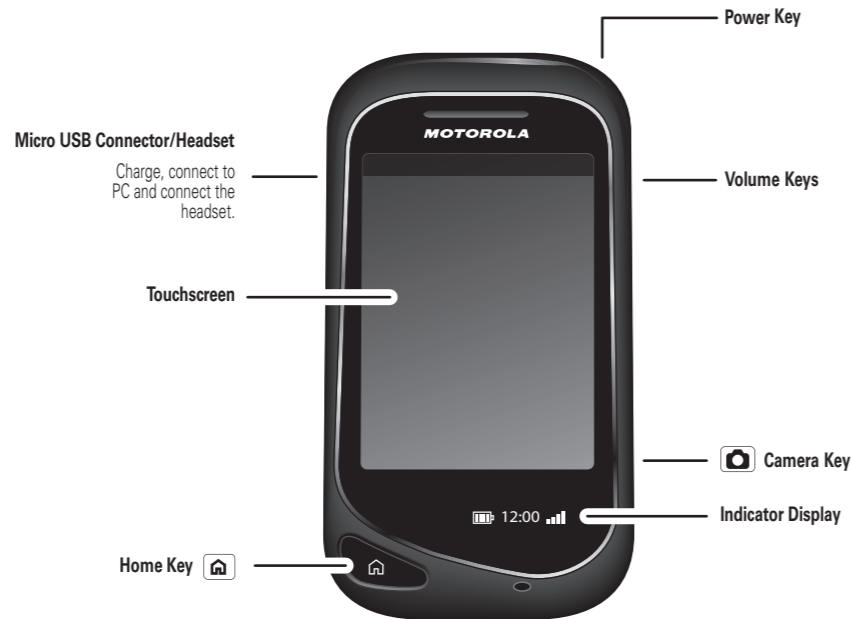 Power Key
MOTOROLA
Micro USB Connector/Headset
Charge, connect to
PC and connect the
headset.
Volume Keys
Touchscreen
Camera Key
12:00
Indicator Display
Home Key